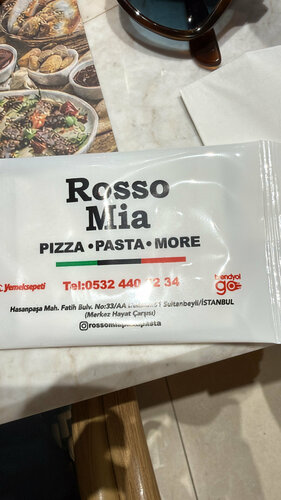 Rosso
Mia
PIZZA • PASTA • MORE
Yemeksepeti
Tel:0532 440 34
trendyol
go
Hasanpaşa Mah. Fatih Bulv. No:33/AA Sultanbeyli/İSTANBUL
(Merkez Hayat Çarşısı)